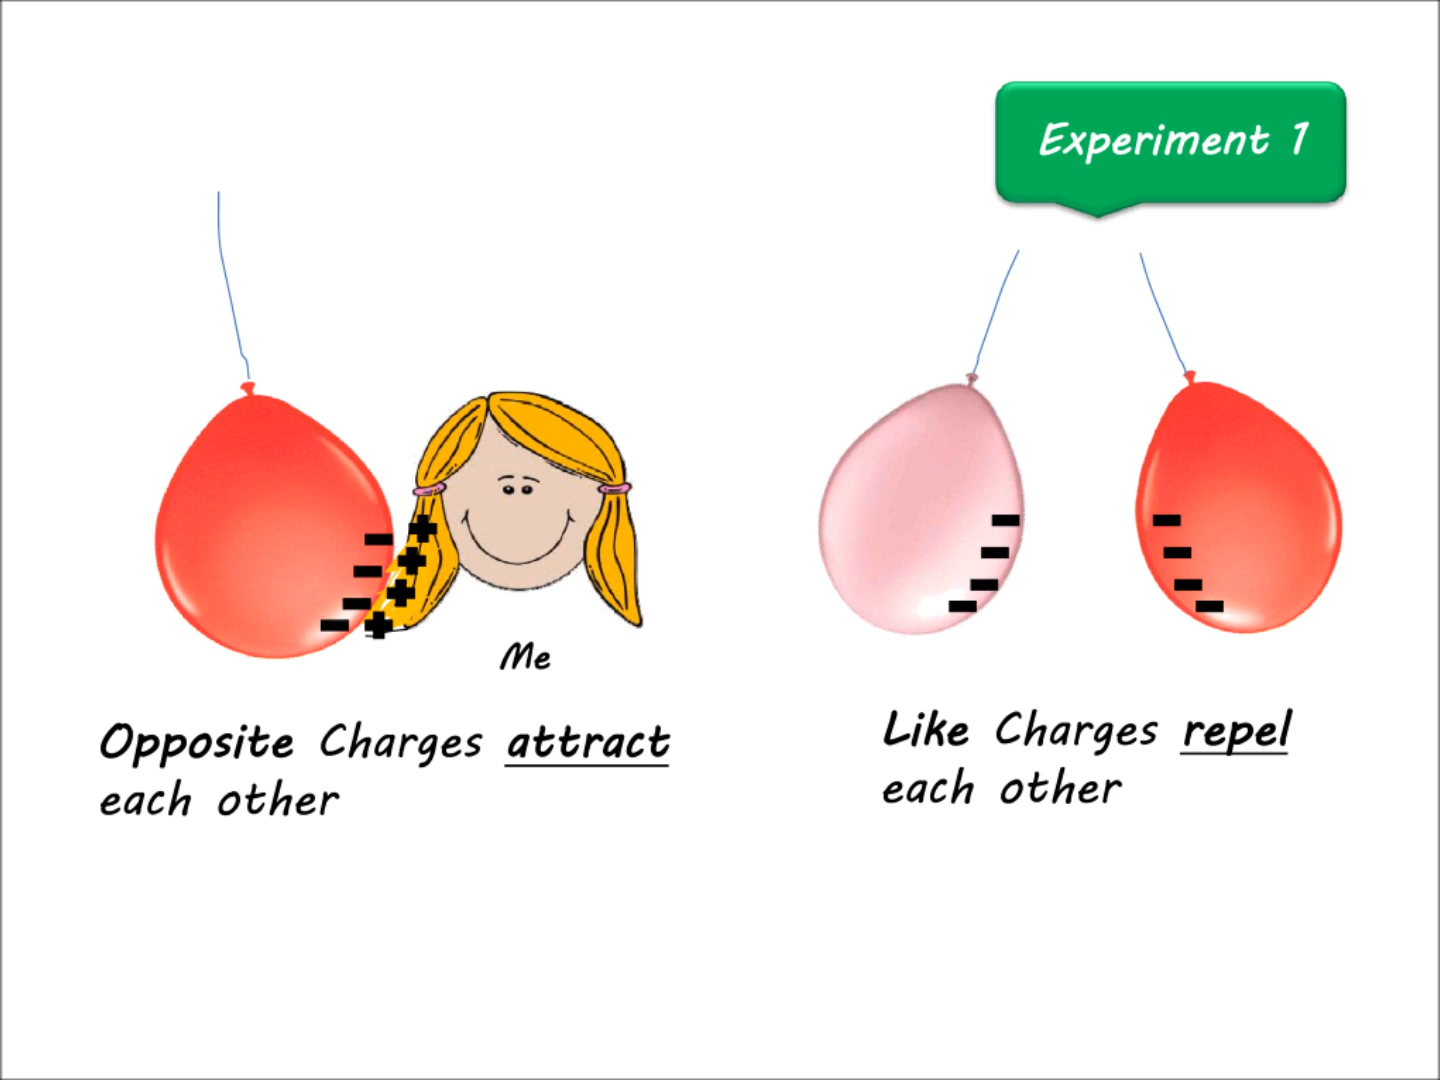 Experiment 1
Me
Opposite Charges attract
each other
Like Charges repel
each other